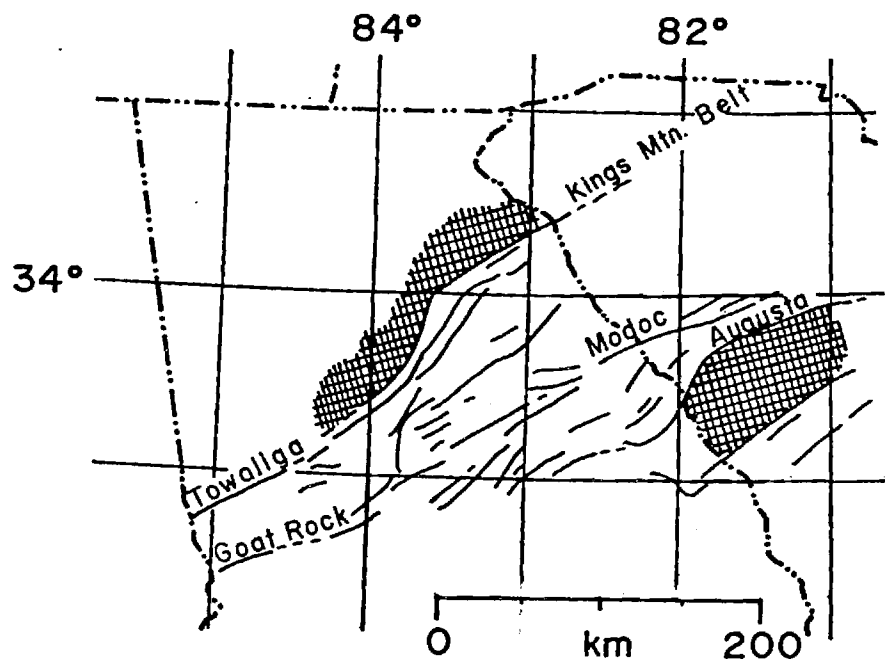 84° 82°
Kings Mtn. Belt
34°
Modoc
Augusta
Towaliga
Goat Rock
0 km 200